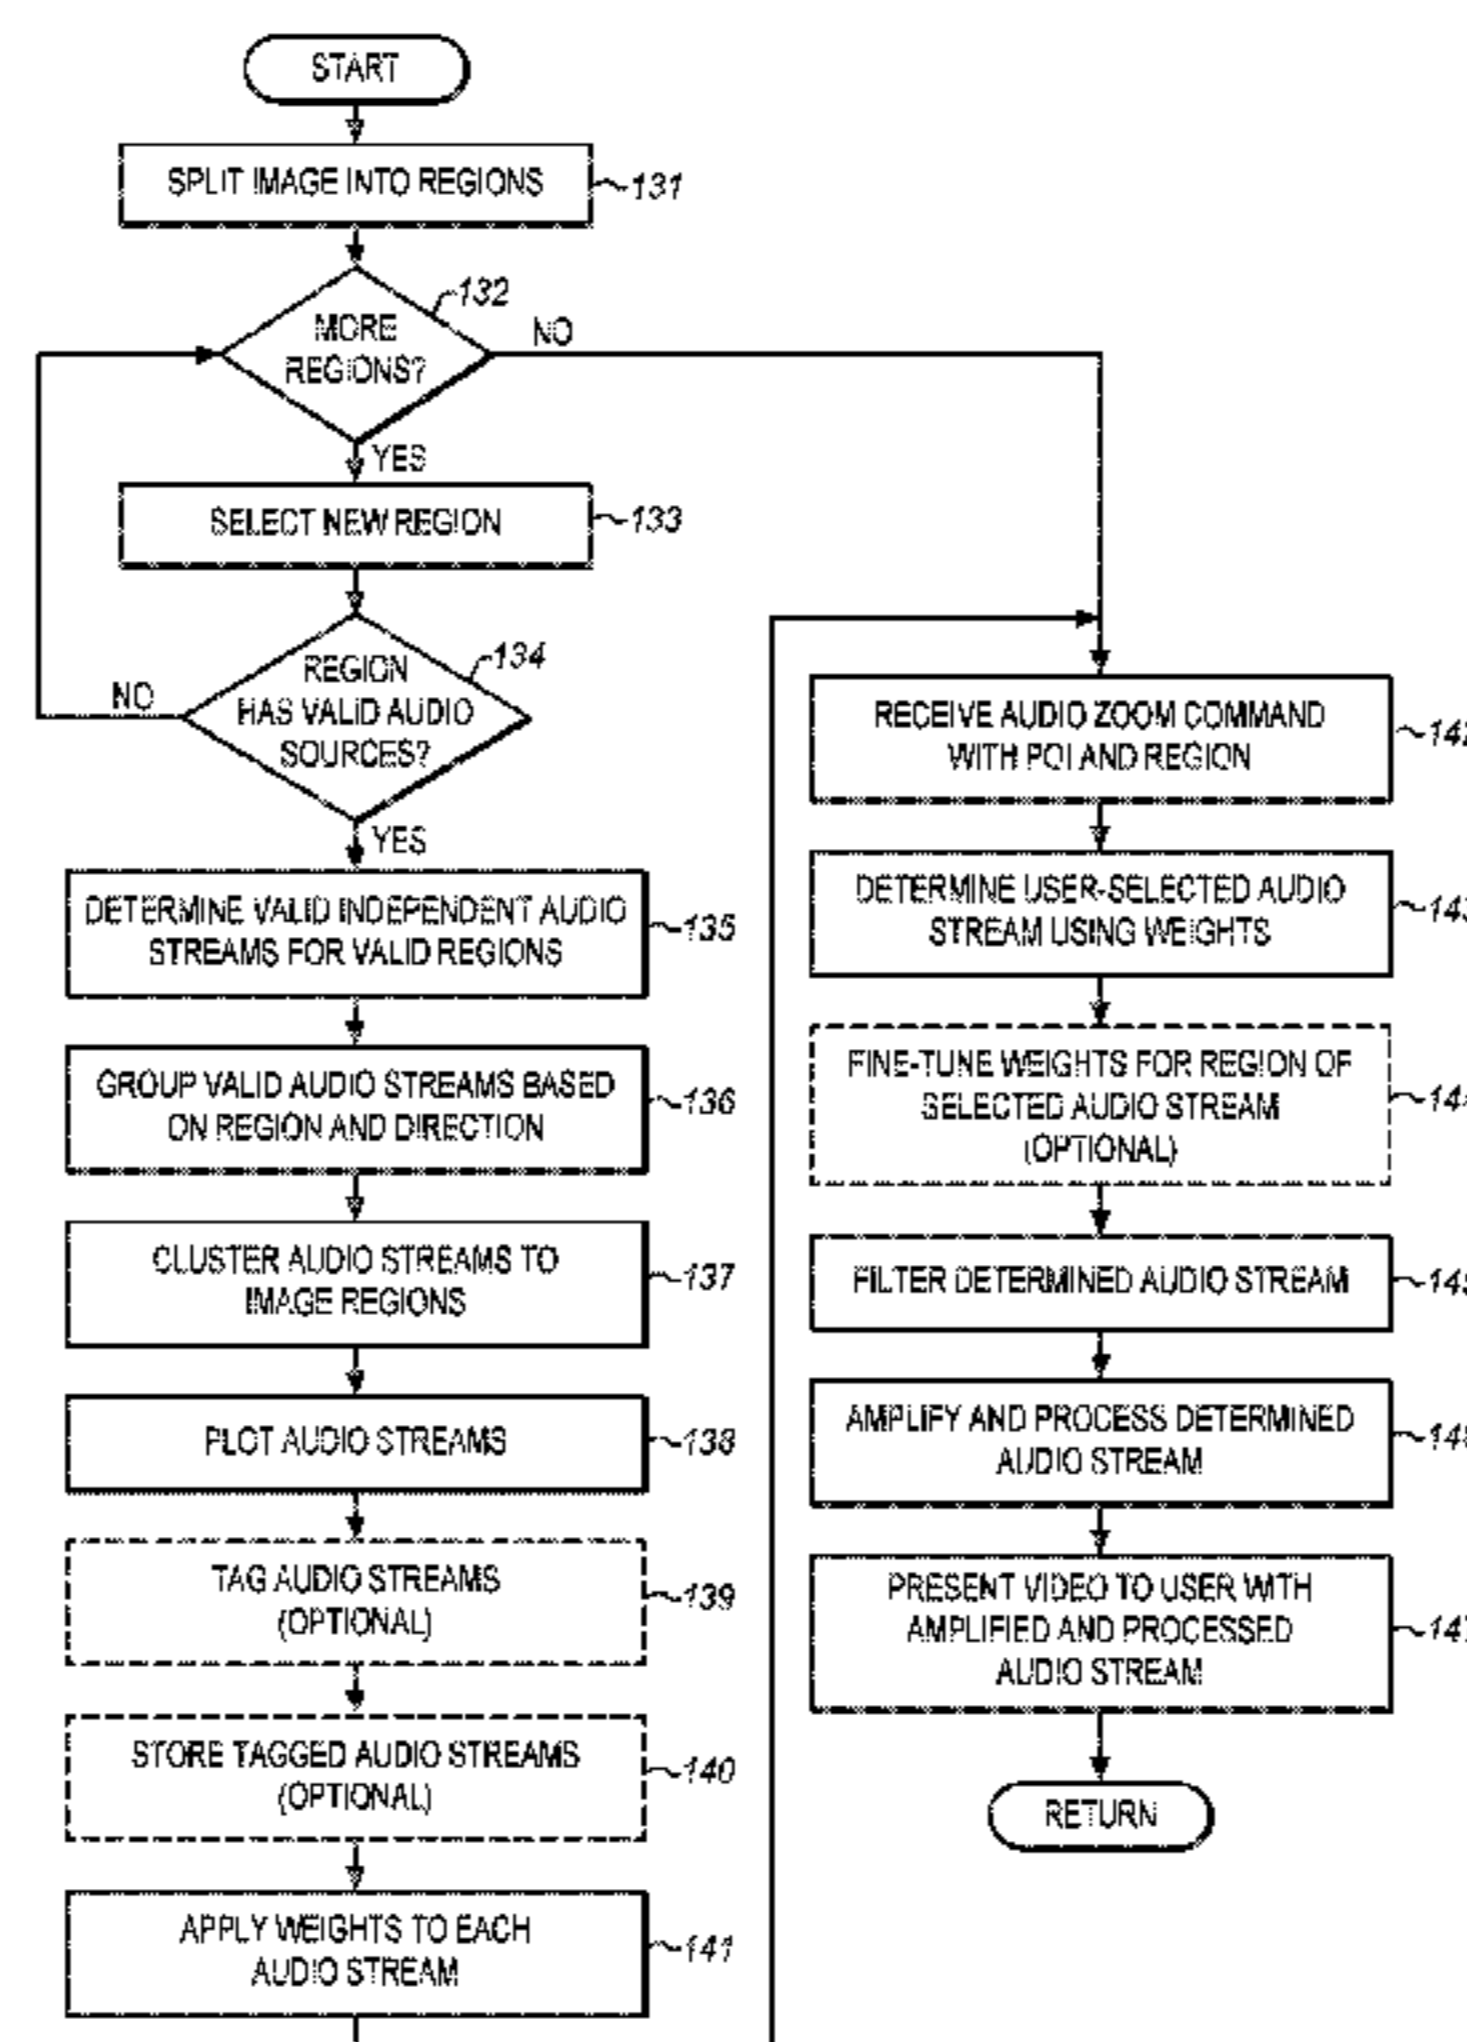 START
SPLIT IMAGE INTO REGIONS
131
132
MORE
REGIONS?
NO
YES
SELECT NEW REGION
133
134
REGION
HAS VALID AUDIO
SOURCES?
NO
YES
DETERMINE VALID INDEPENDENT AUDIO
STREAMS FOR VALID REGIONS
135
GROUP VALID AUDIO STREAMS BASED
ON REGION AND DIRECTION
136
CLUSTER AUDIO STREAMS TO
IMAGE REGIONS
137
PLOT AUDIO STREAMS
138
TAG AUDIO STREAMS
(OPTIONAL)
139
STORE TAGGED AUDIO STREAMS
(OPTIONAL)
140
APPLY WEIGHTS TO EACH
AUDIO STREAM
141
RECEIVE AUDIO ZOOM COMMAND
WITH POI AND REGION
DETERMINE USER-SELECTED AUDIO
STREAM USING WEIGHTS
FINE-TUNE WEIGHTS FOR REGION OF
SELECTED AUDIO STREAM
(OPTIONAL)
FILTER DETERMINED AUDIO STREAM
AMPLIFY AND PROCESS DETERMINED
AUDIO STREAM
PRESENT VIDEO TO USER WITH
AMPLIFIED AND PROCESSED
AUDIO STREAM
RETURN